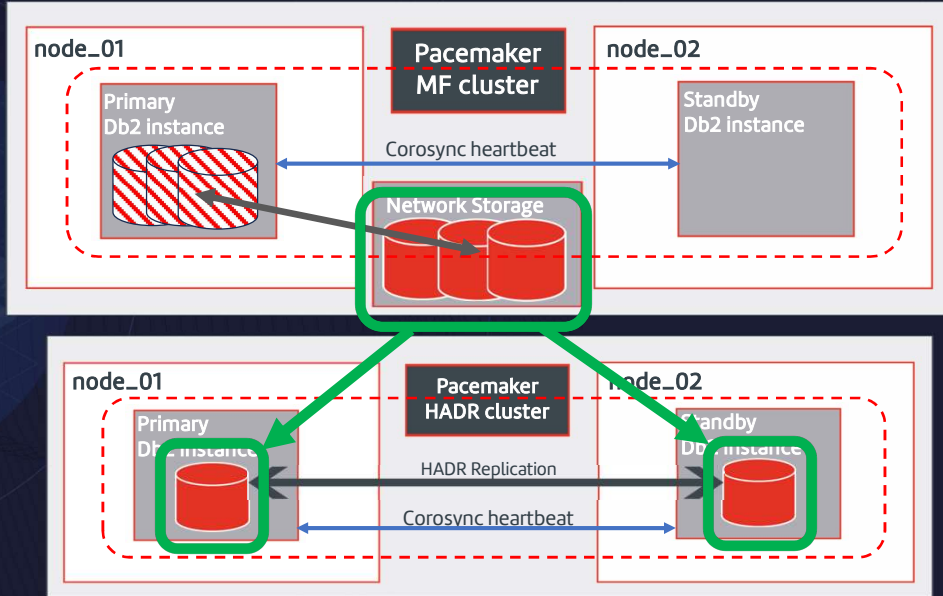 node_01
Pacemaker
MF cluster
node_02
Primary
Db2 instance
Standby
Db2 instance
Corosync heartbeat
Network Storage
node_01
Pacemaker
HADR cluster
node_02
Primary
Db2 instance
Standby
Db2 instance
HADR Replication
Corosync heartbeat